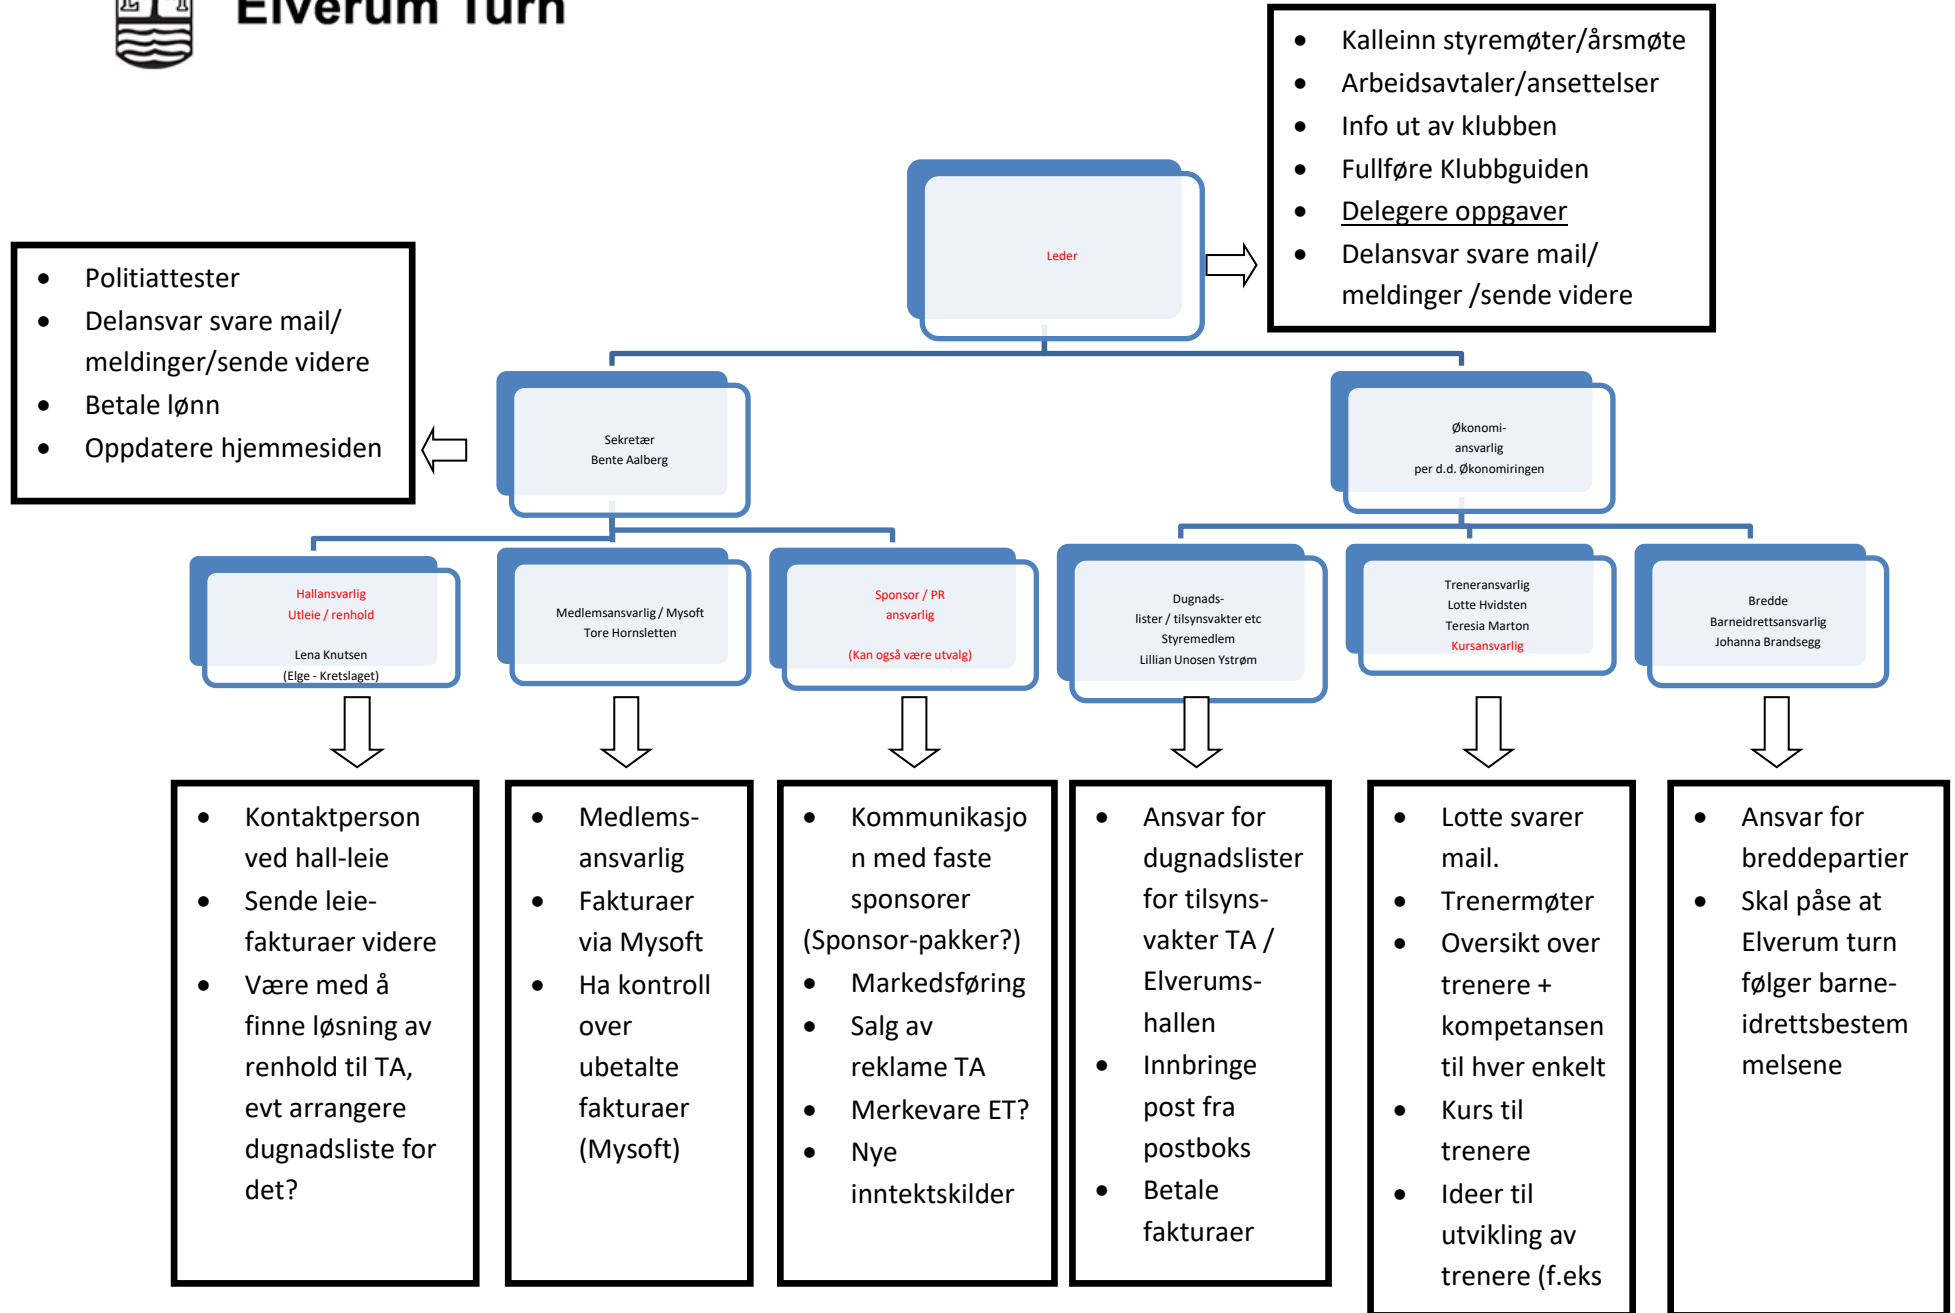 E T
Elverum Turn
• Kalleinn styremøter/årsmøte
• Arbeidsavtaler/ansettelser
• Info ut av klubben
• Fullføre Klubbguiden
• Delegere oppgaver
• Delansvar svare mail/
meldinger /sende videre
Leder
• Politiattester
• Delansvar svare mail/
meldinger/sende videre
• Betale lønn
• Oppdatere hjemmesiden
Sekretær
Bente Aalberg
Økonomi-
ansvarlig
per d.d. Økonomiringen
Hallansvarlig
Utleie / renhold
Lena Knutsen
(Elge - Kretslaget)
Medlemsansvarlig / Mysoft
Tore Hornsletten
Sponsor / PR
ansvarlig
(Kan også være utvalg)
Dugnads-
lister / tilsynsvakter etc
Styremedlem
Lillian Unosen Ystrøm
Treneransvarlig
Lotte Hvidsten
Teresia Marton
Kursansvarlig
Bredde
Barneidrettsansvarlig
Johanna Brandsegg
• Kontaktperson
ved hall-leie
• Sende leie-
fakturaer videre
• Være med å
finne løsning av
renhold til TA,
evt arrangere
dugnadsliste for
det?
• Medlems-
ansvarlig
• Fakturaer
via Mysoft
• Ha kontroll
over
ubetalte
fakturaer
(Mysoft)
• Kommunikasjo
n med faste
sponsorer
(Sponsor-pakker?)
• Markedsføring
• Salg av
reklame TA
• Merkevare ET?
• Nye
inntektskilder
• Ansvar for
dugnadslister
for tilsyns-
vakter TA /
Elverums-
hallen
• Innbringe
post fra
postboks
• Betale
fakturaer
• Lotte svarer
mail.
• Trenermøter
• Oversikt over
trenere +
kompetansen
til hver enkelt
• Kurs til
trenere
• Ideer til
utvikling av
trenere (f.eks
• Ansvar for
breddepartier
• Skal påse at
Elverum turn
følger barne-
idrettsbestem
melsene